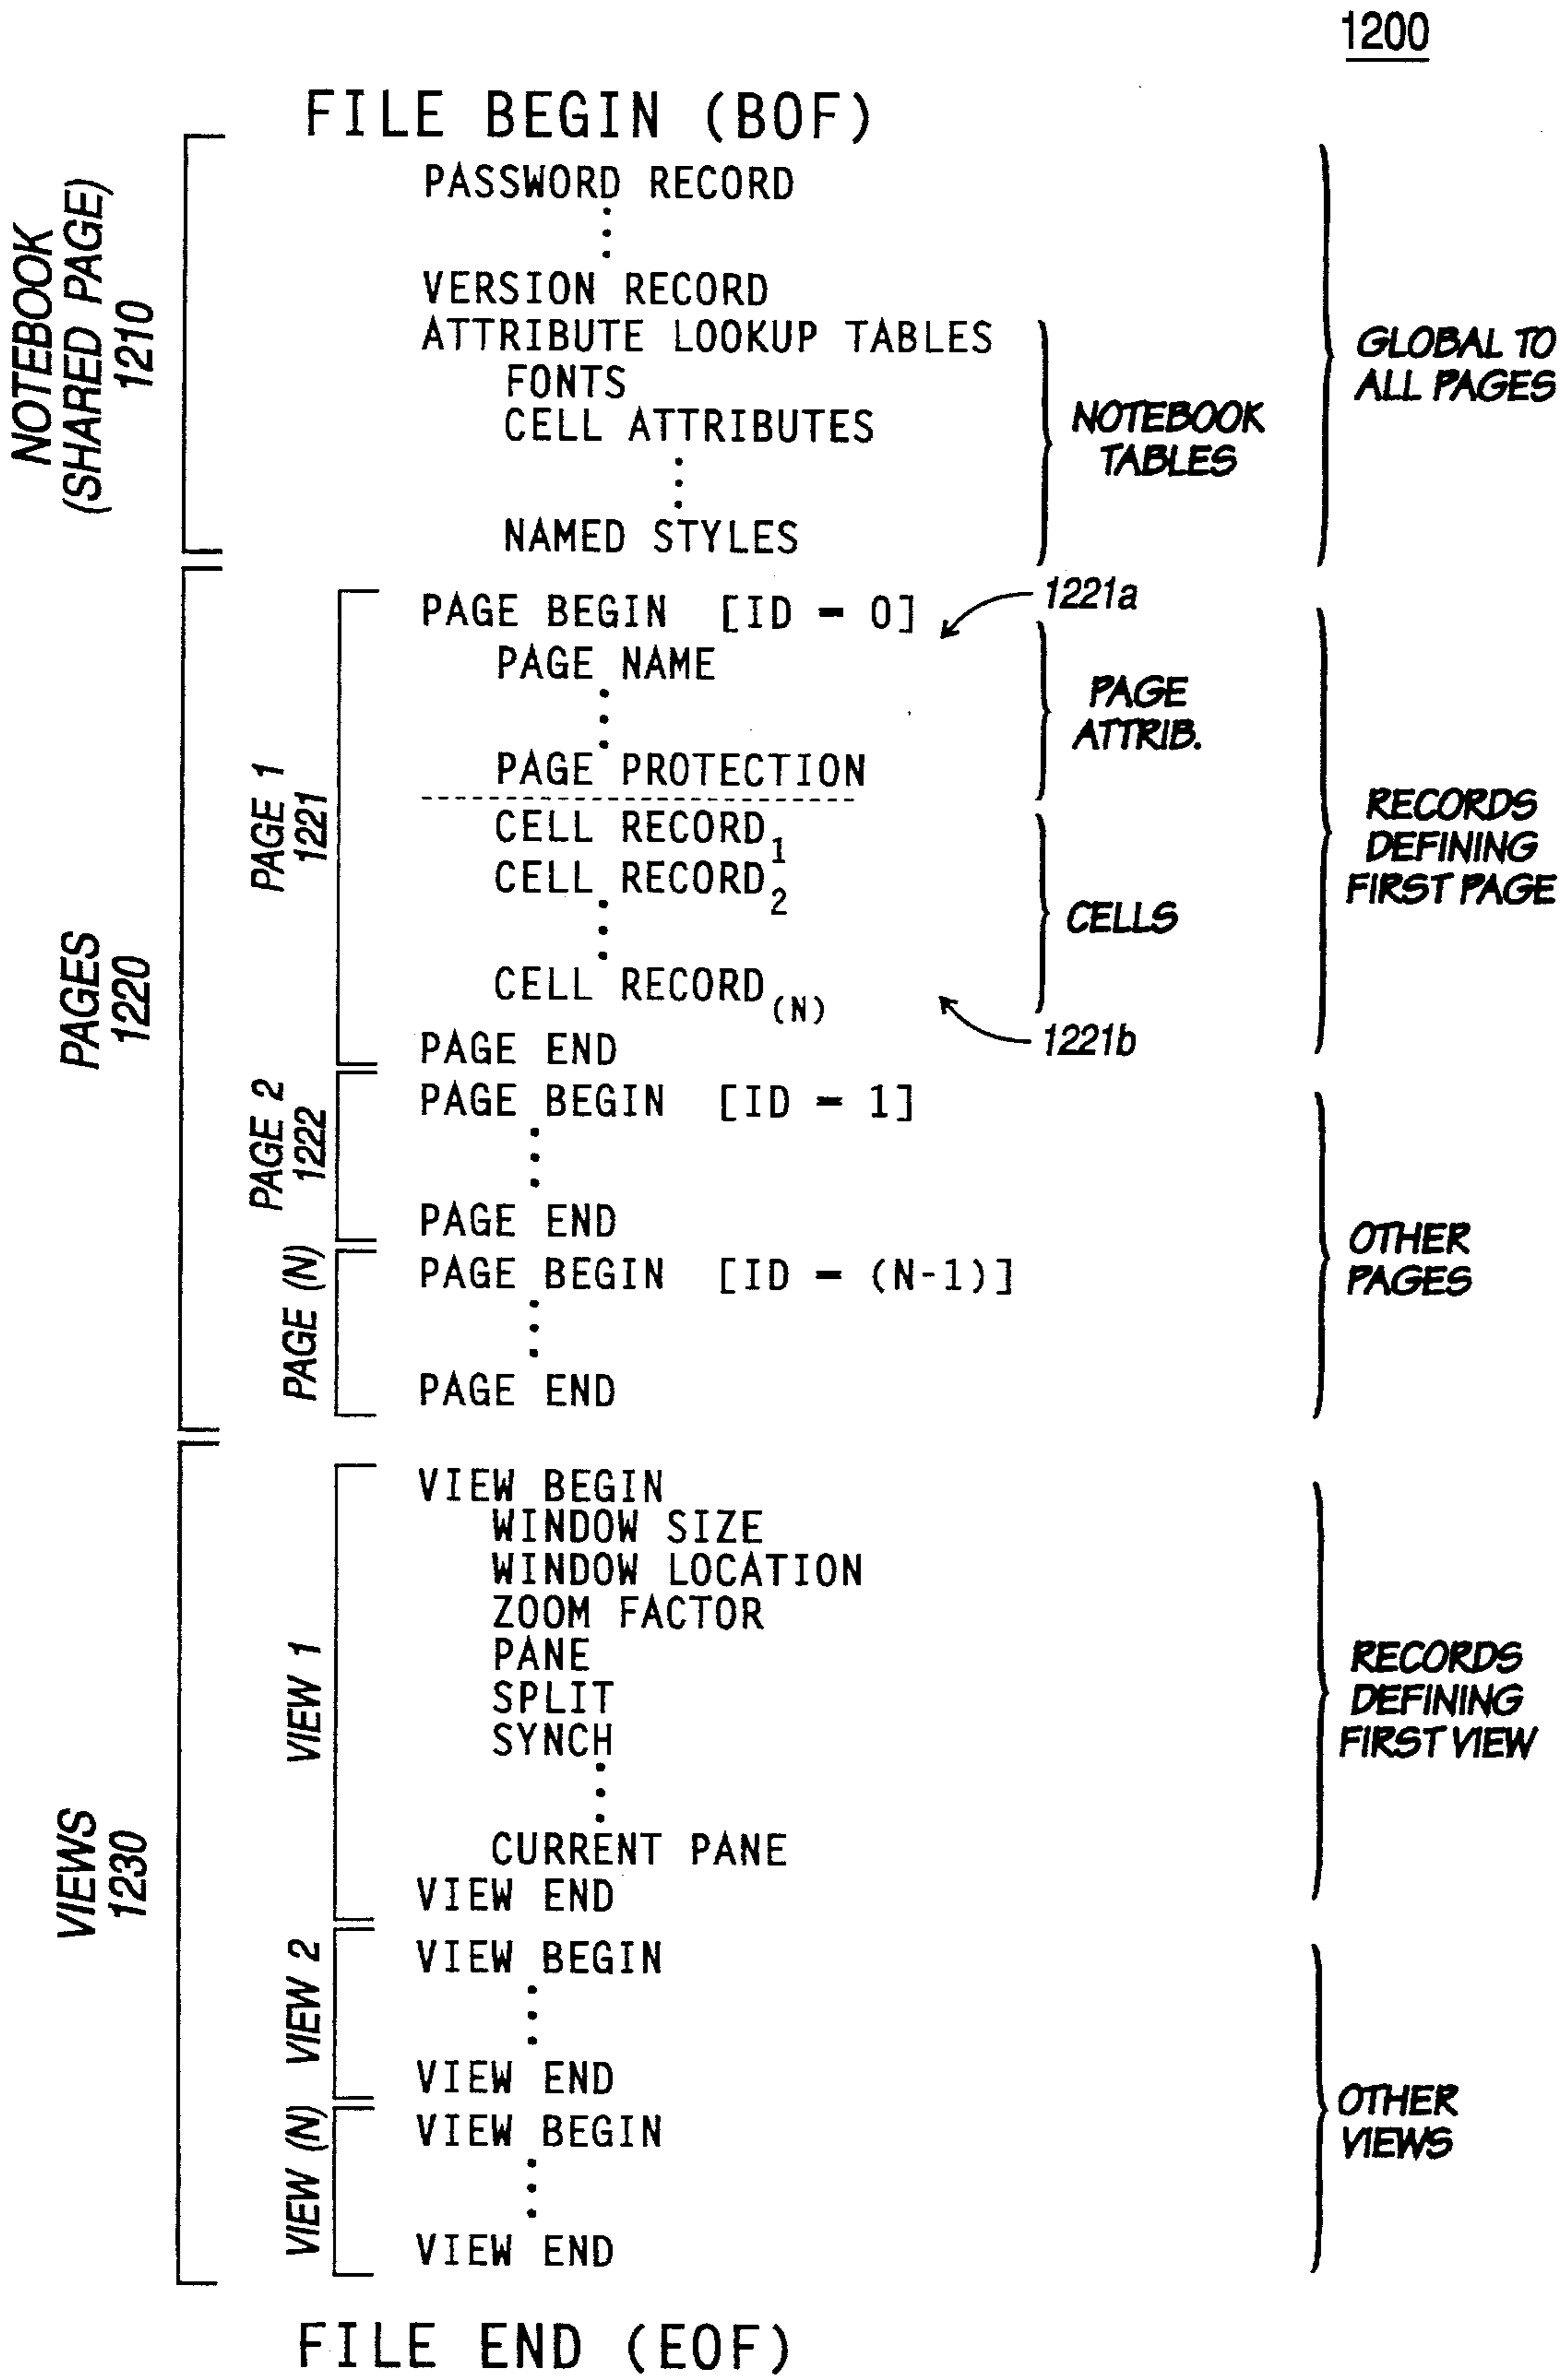 1200
FILE BEGIN (BOF)
NOTEBOOK
(SHARED PAGE)
1210
PASSWORD RECORD
VERSION RECORD
ATTRIBUTE LOOKUP TABLES
FONTS
CELL ATTRIBUTES
NAMED STYLES
NOTEBOOK
TABLES
GLOBAL TO
ALL PAGES
PAGES
1220
PAGE 1
1221
PAGE BEGIN [ID = 0]
1221a
PAGE NAME
PAGE PROTECTION
PAGE
ATTRIB.
CELL RECORD1
CELL RECORD2
CELL RECORD(N)
CELLS
1221b
PAGE END
RECORDS
DEFINING
FIRST PAGE
PAGE 2
1222
PAGE BEGIN [ID = 1]
PAGE END
PAGE (N)
PAGE BEGIN [ID = (N-1)]
PAGE END
OTHER
PAGES
VIEWS
1230
VIEW 1
VIEW BEGIN
WINDOW SIZE
WINDOW LOCATION
ZOOM FACTOR
PANE
SPLIT
SYNCH
CURRENT PANE
VIEW END
RECORDS
DEFINING
FIRST VIEW
VIEW 2
VIEW BEGIN
VIEW END
VIEW (N)
VIEW BEGIN
VIEW END
OTHER
VIEWS
FILE END (EOF)